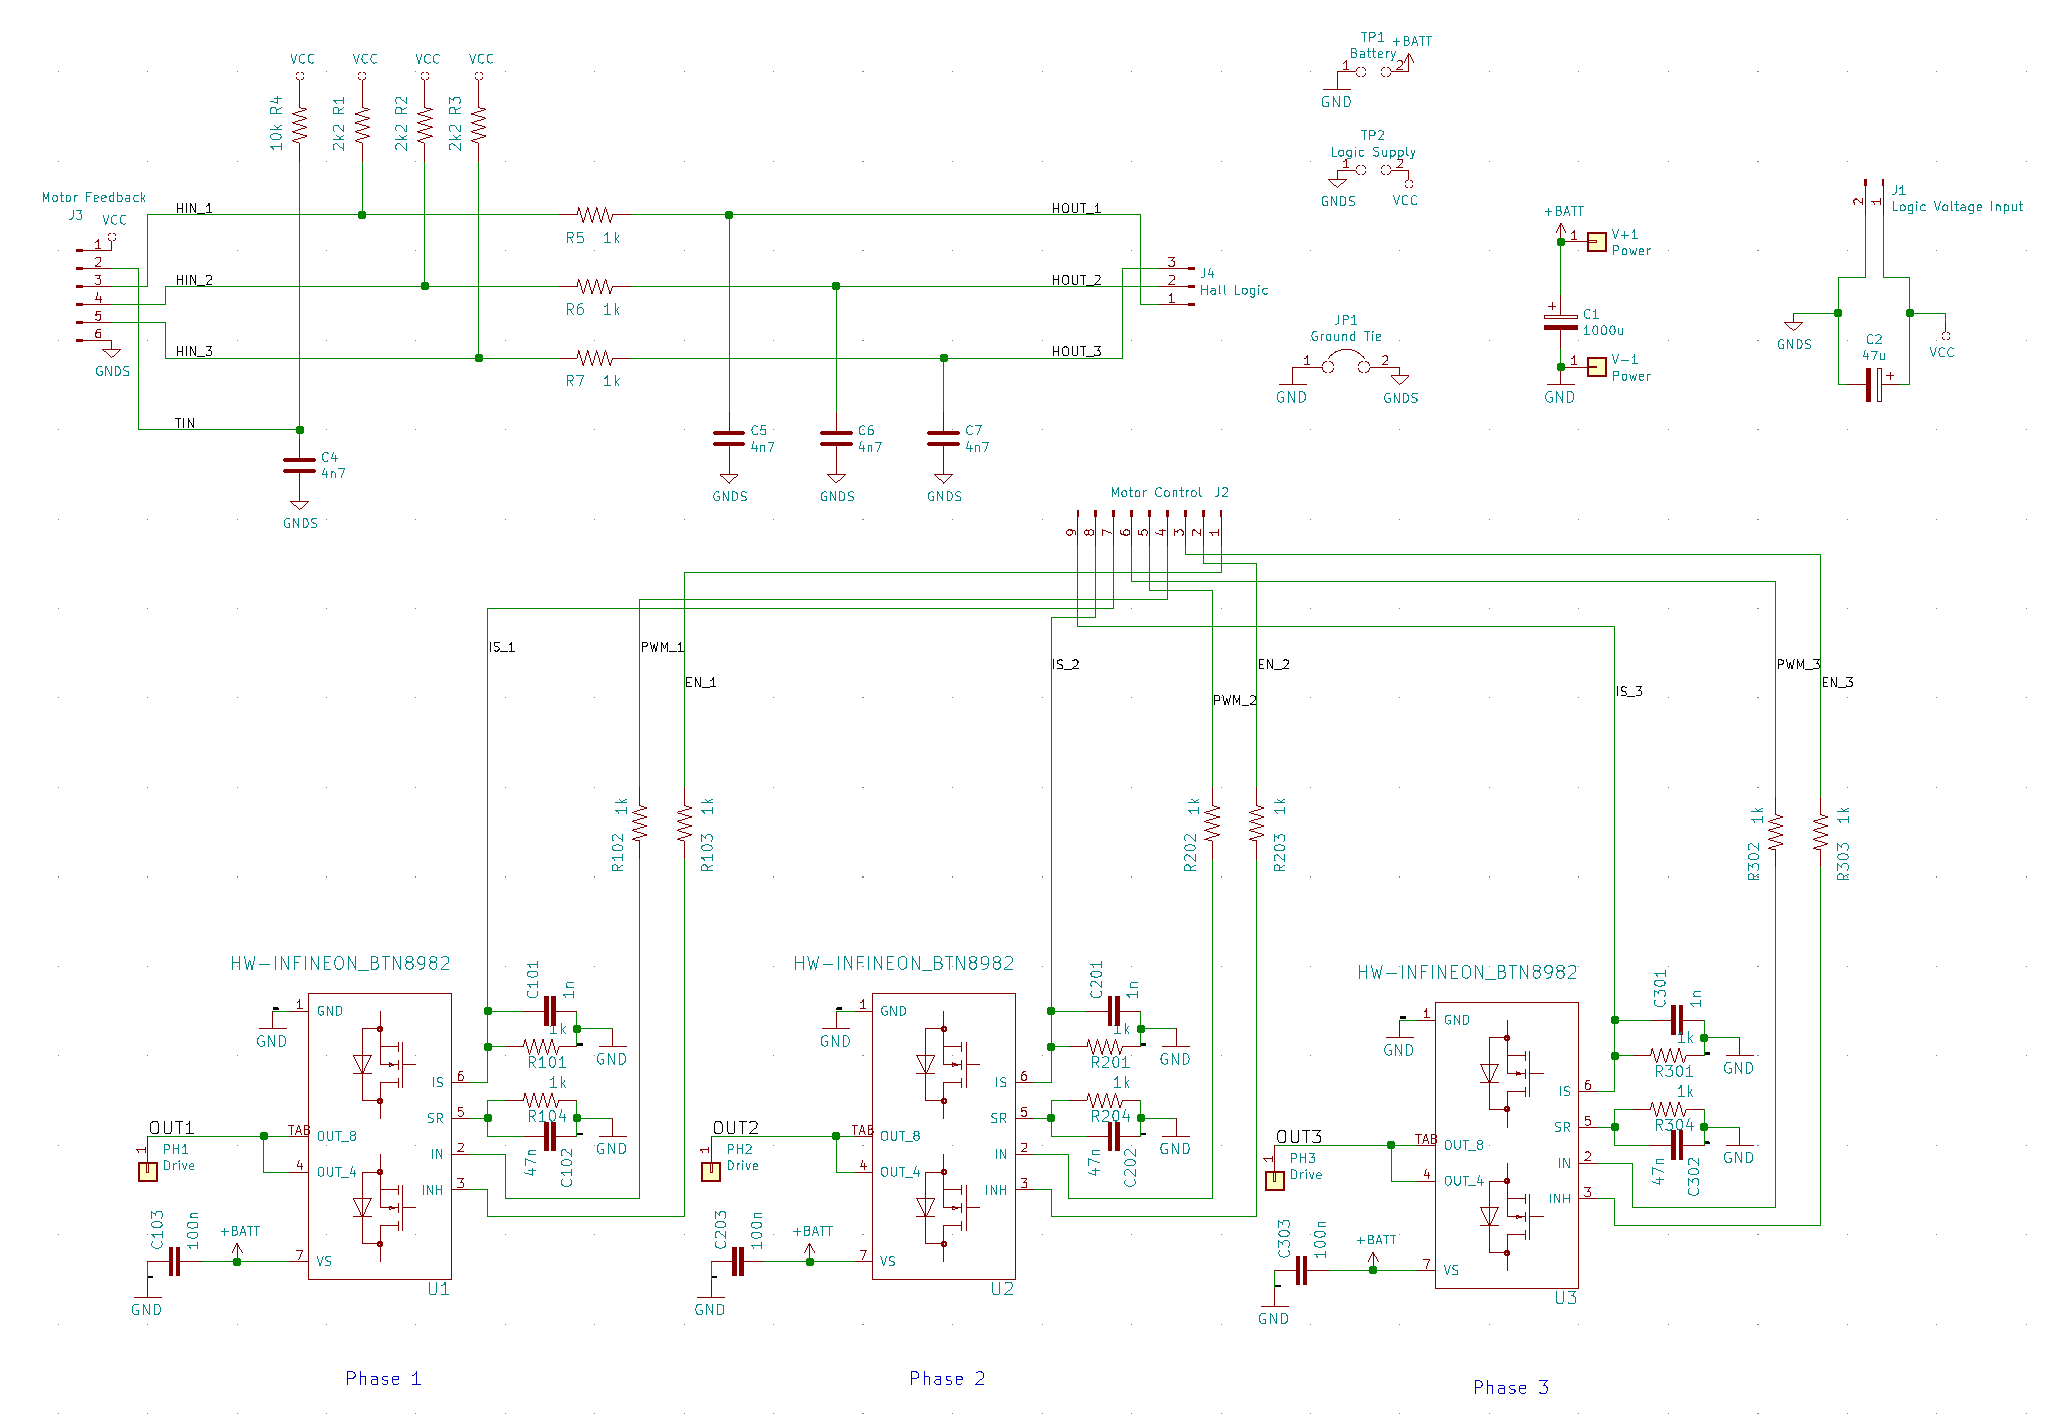 VCC
VCC
VCC
VCC
10k R4
2k2 R1
2k2 R2
2k2 R3
TP1
Battery
+BATT
1
2
GND
TP2
Logic Supply
1
2
GNDS
VCC
Motor Feedback
J3
VCC
1
2
3
4
5
6
GNDS
HIN_1
HIN_2
HIN_3
TIN
R5 1k
R6 1k
R7 1k
HOUT_1
HOUT_2
HOUT_3
3
2
1
J4
Hall Logic
C4
4n7
GNDS
C5
4n7
GNDS
C6
4n7
GNDS
C7
4n7
GNDS
JP1
Ground Tie
1
2
GND
GNDS
+BATT
1
V+1
Power
+
C1
1000u
1
V-1
Power
GND
2
1
J1
Logic Voltage Input
GNDS
C2
47u
+
VCC
Motor Control J2
9
8
7
6
5
4
3
2
1
IS_1
PWM_1
EN_1
IS_2
PWM_2
EN_2
IS_3
PWM_3
EN_3
R102 1k
R103 1k
R202 1k
R203 1k
R302 1k
R303 1k
HW-INFINEON_BTN8982
1
GND
GND
IS
6
SR
5
IN
2
INH
3
TAB
OUT_8
4
OUT_4
7
VS
U1
OUT1
1
PH1
Drive
C103 100n
+BATT
GND
C101 1n
1k
R101
GND
1k
R104
47n C102
GND
Phase 1
HW-INFINEON_BTN8982
1
GND
GND
IS
6
SR
5
IN
2
INH
3
TAB
OUT_8
4
OUT_4
7
VS
U2
OUT2
1
PH2
Drive
C203 100n
+BATT
GND
C201 1n
1k
R201
GND
1k
R204
47n C202
GND
Phase 2
HW-INFINEON_BTN8982
1
GND
GND
IS
6
SR
5
IN
2
INH
3
TAB
OUT_8
4
OUT_4
7
VS
U3
OUT3
1
PH3
Drive
C303 100n
+BATT
GND
C301 1n
1k
R301
GND
1k
R304
47n C302
GND
Phase 3